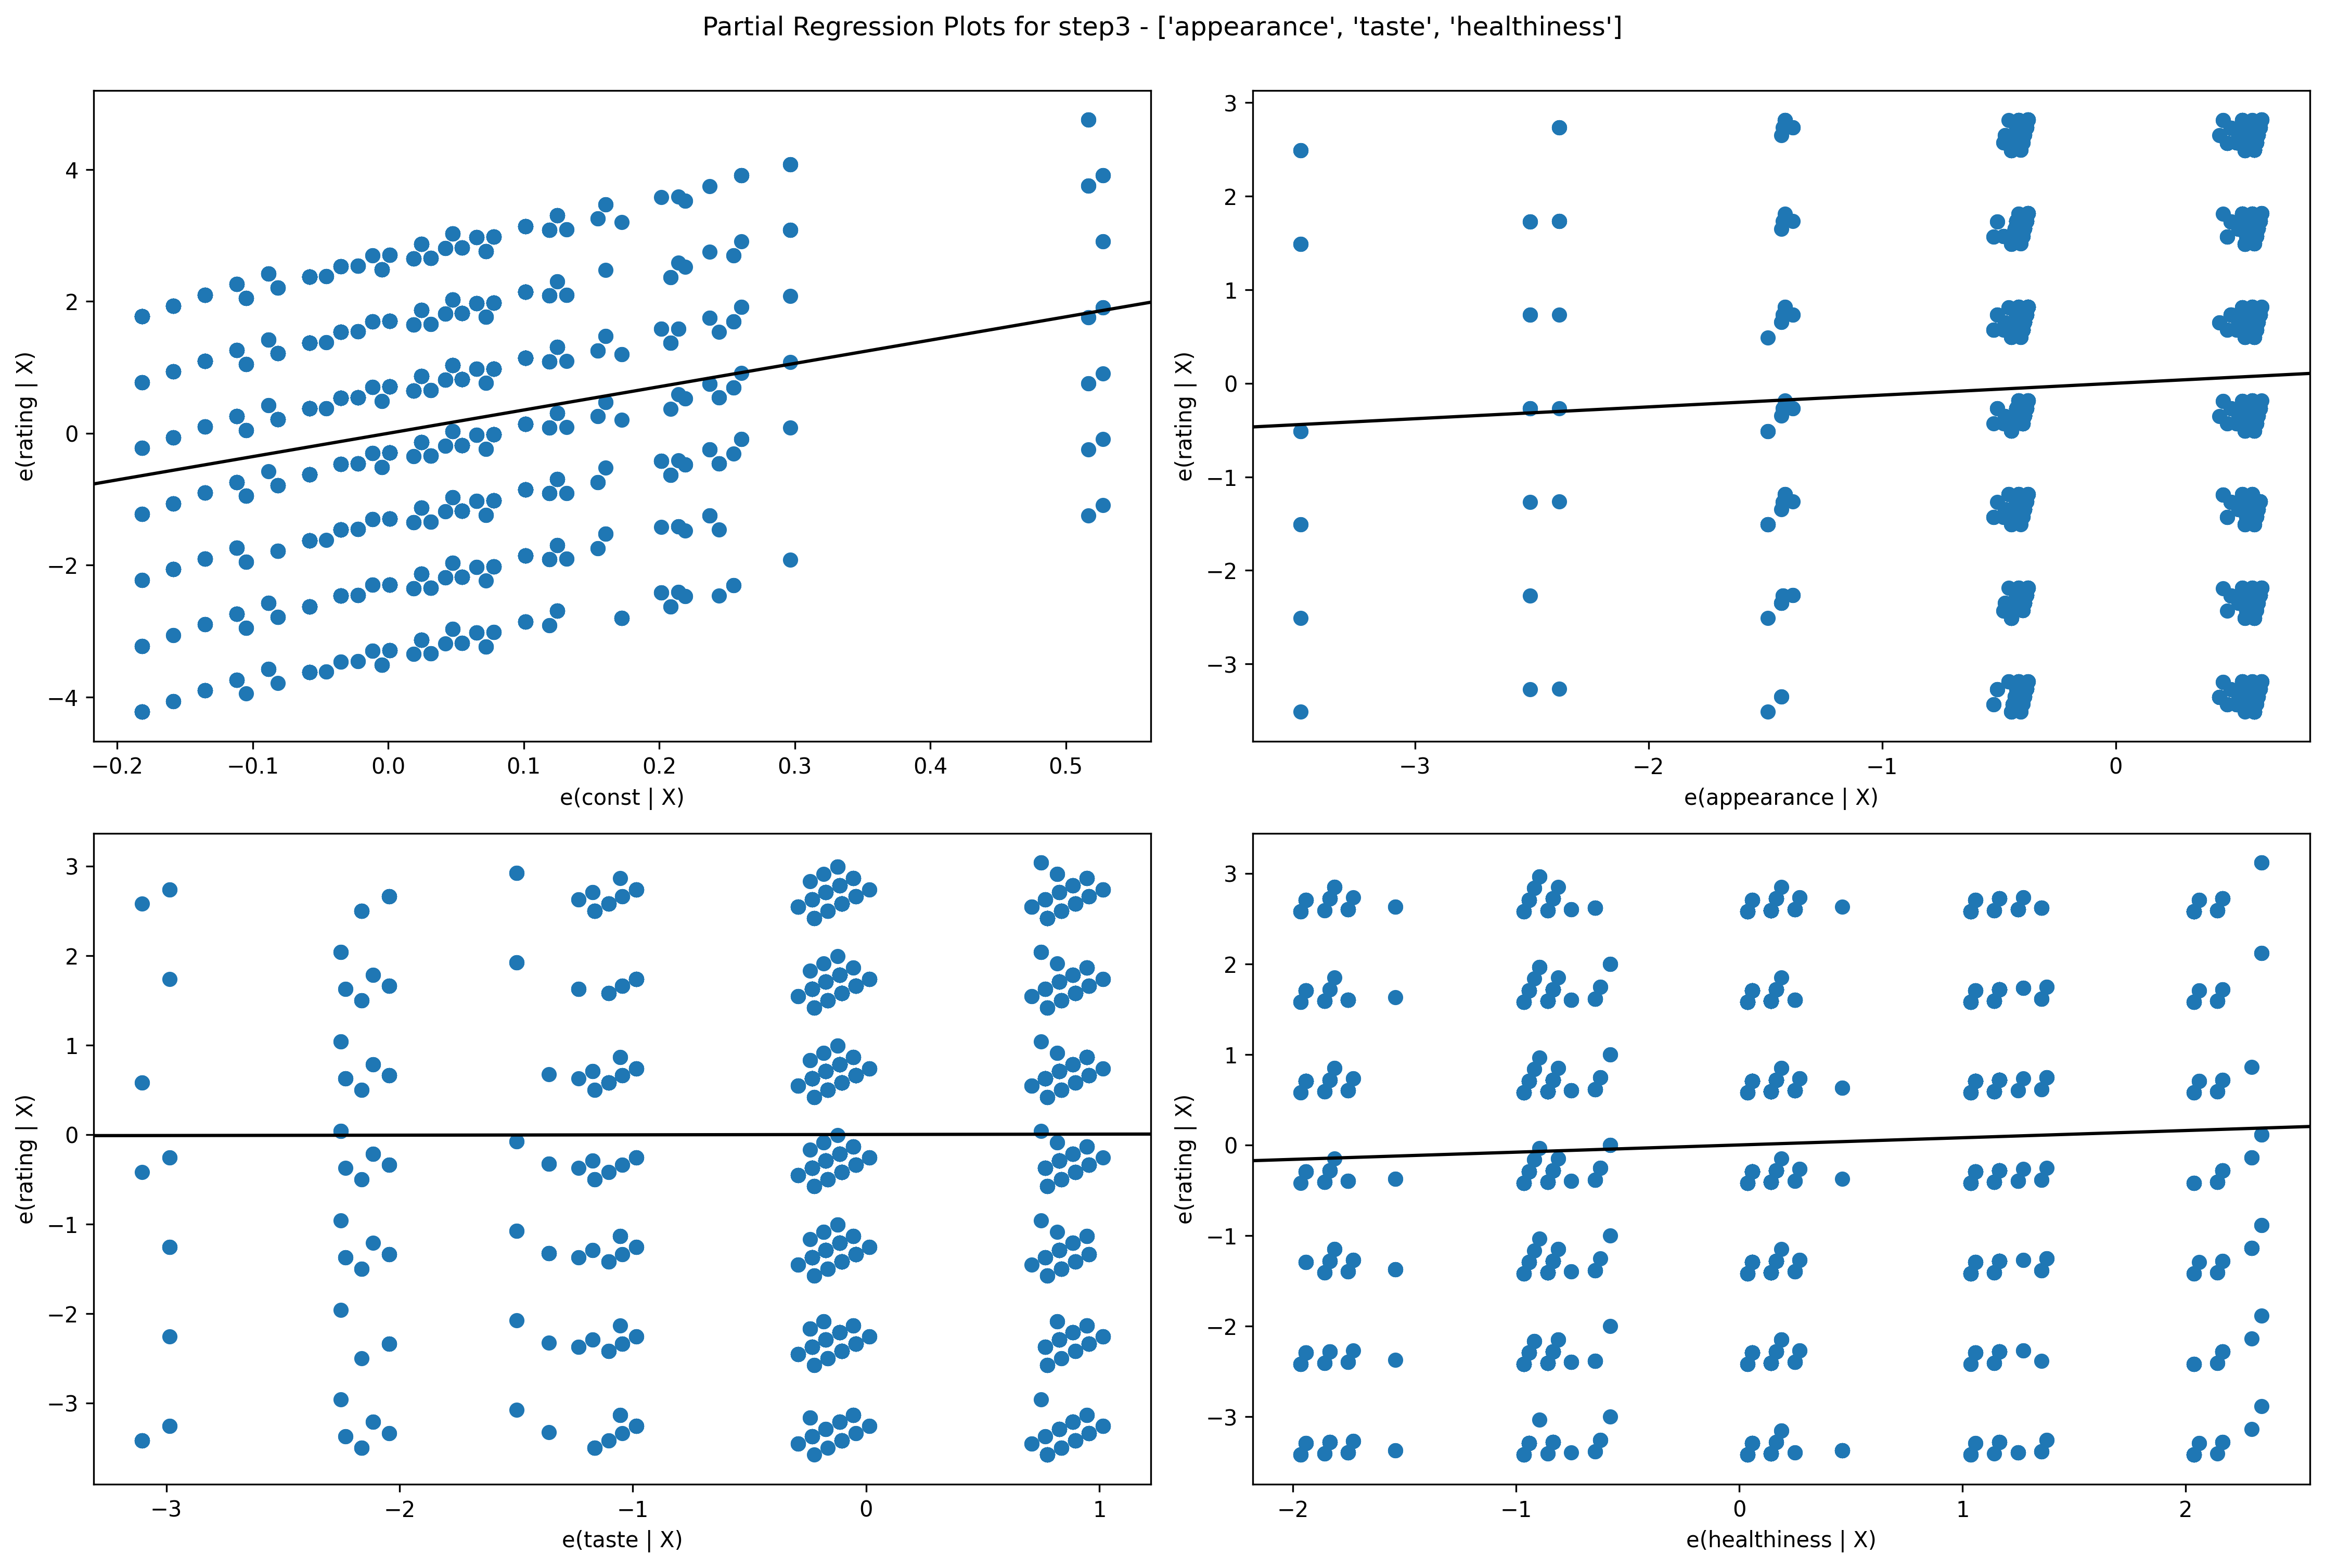 Partial Regression Plots for step3 - ['appearance', 'taste', 'healthiness']
e(rating | X)
4
2
0
−2
−4
−0.2 −0.1 0.0 0.1 0.2 0.3 0.4 0.5
e(const | X)
e(rating | X)
3
2
1
0
−1
−2
−3
−3 −2 −1 0
e(appearance | X)
e(rating | X)
3
2
1
0
−1
−2
−3
−3 −2 −1 0 1
e(taste | X)
e(rating | X)
3
2
1
0
−1
−2
−3
−2 −1 0 1 2
e(healthiness | X)